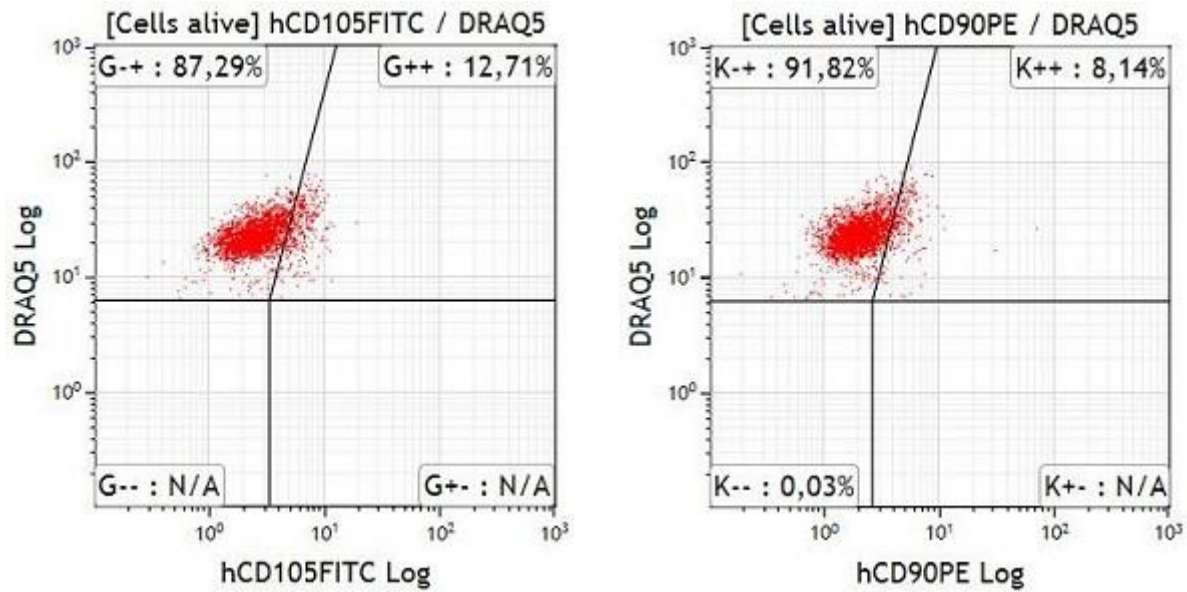 [Cells alive] hCD105FITC / DRAQ5
10³
G-+ : 87,29%
G++ : 12,71%
10²
10¹
10⁰
DRAQ5 Log
G-- : N/A
G+- : N/A
10⁰ 10¹ 10² 10³
hCD105FITC Log
[Cells alive] hCD90PE / DRAQ5
10³
K-+ : 91,82%
K++ : 8,14%
10²
10¹
10⁰
DRAQ5 Log
K-- : 0,03%
K+- : N/A
10⁰ 10¹ 10² 10³
hCD90PE Log